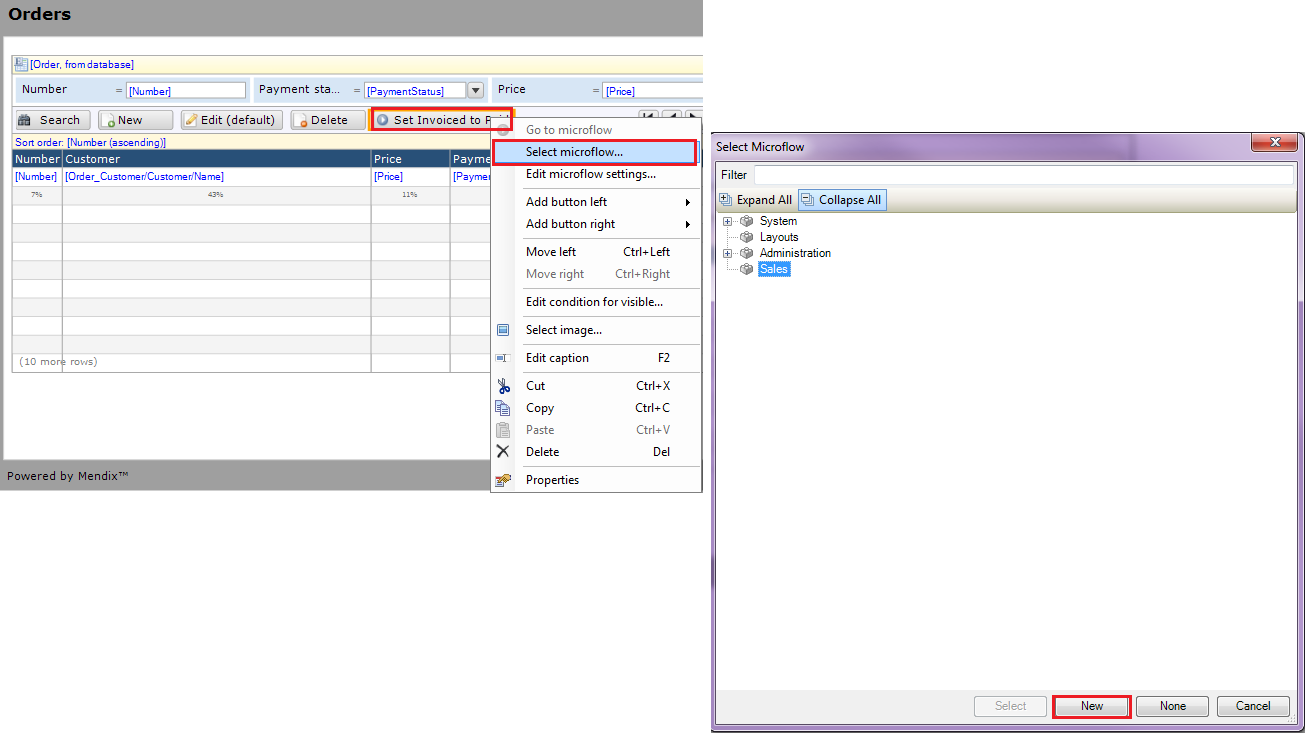 Orders
[Order, from database]
Number = [Number] Payment sta... = [PaymentStatus] Price = [Price]
Search New Edit (default) Delete Set Invoiced to
Sort order: [Number (ascending)]
Number Customer Price
[Number] [Order_Customer/Customer/Name] [Price]
7% 43% 11%
(10 more rows)
Powered by Mendix™
Go to microflow
Select microflow...
Edit microflow settings...
Add button left
Add button right
Move left Ctrl+Left
Move right Ctrl+Right
Edit condition for visible...
Select image...
Edit caption F2
Cut Ctrl+X
Copy Ctrl+C
Paste Ctrl+V
Delete Del
Properties
Select Microflow
Filter
Expand All Collapse All
System
Layouts
Administration
Sales
Select New None Cancel